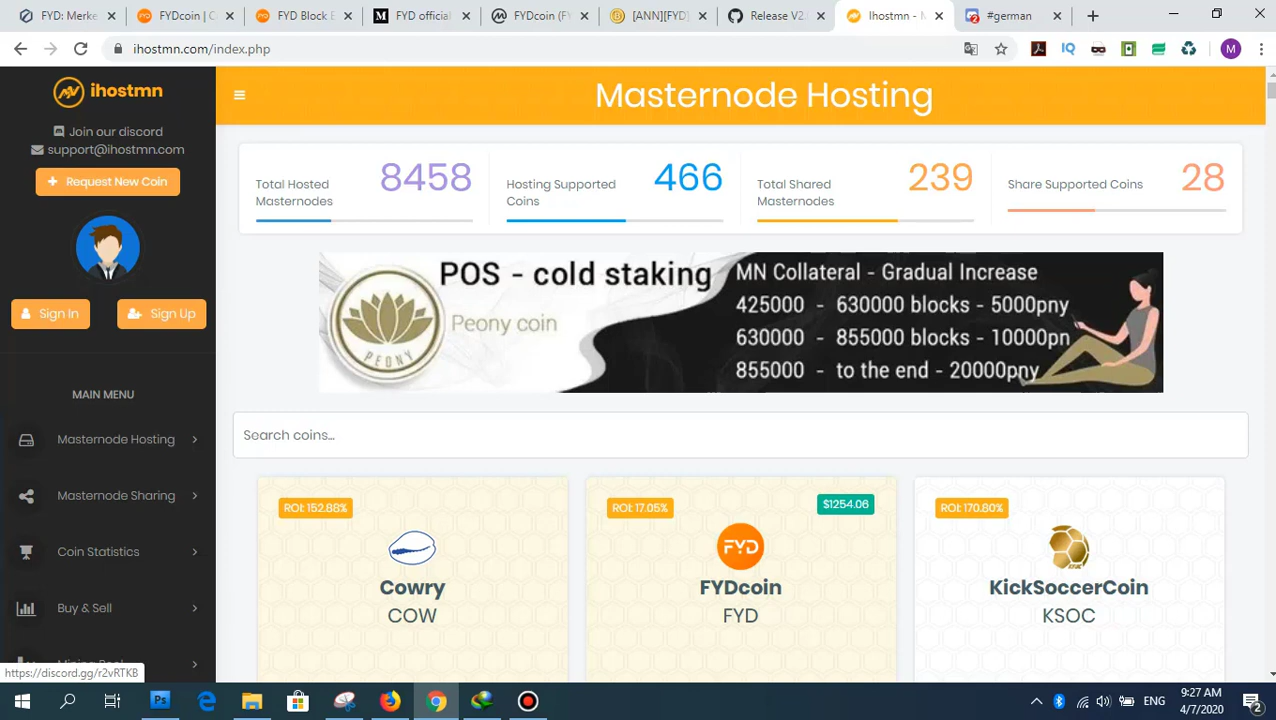 FYD: Merke
FYDcoin | C
FYD Block E
FYD official
FYDcoin (FY
[ANN][FYD]
Release V2
Ihostmn - M
#german
ihostmn.com/index.php
M
ihostmn
Join our discord
support@ihostmn.com
Request New Coin
Sign In
Sign Up
MAIN MENU
Masternode Hosting
Masternode Sharing
Coin Statistics
Buy & Sell
https://discord.gg/r2vRTKB
Masternode Hosting
Total Hosted
Masternodes
8458
Hosting Supported
Coins
466
Total Shared
Masternodes
239
Share Supported Coins
28
PEONY
Peony coin
POS - cold staking
MN Collateral - Gradual Increase
425000 - 630000 blocks - 5000pny
630000 - 855000 blocks - 10000pn
855000 - to the end - 20000pny
Search coins...
ROI: 152.88%
Cowry
COW
ROI: 17.05%
$1254.06
FYD
FYDcoin
FYD
ROI: 170.80%
KickSoccerCoin
KSOC
Ps
ENG
9:27 AM
4/7/2020
2